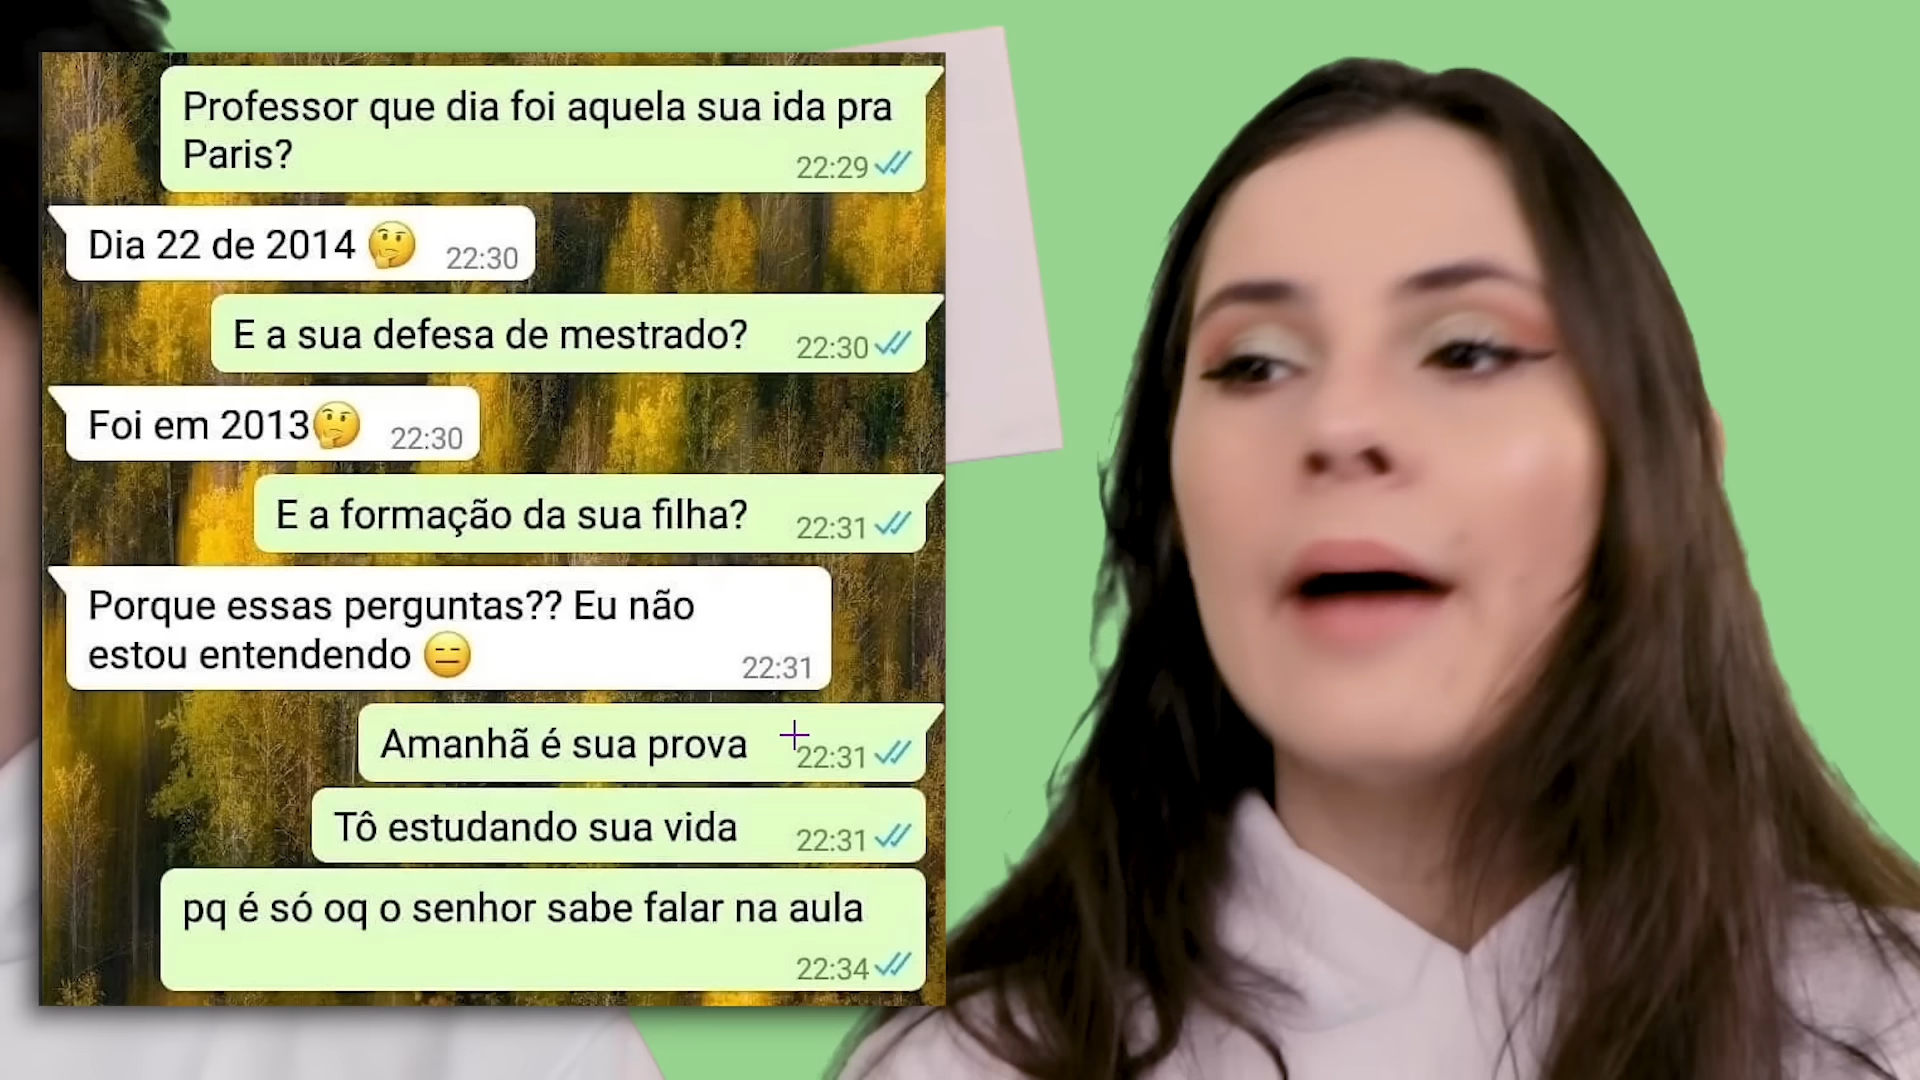 Professor que dia foi aquela sua ida pra
Paris?
22:29
Dia 22 de 2014 🤔 22:30
E a sua defesa de mestrado? 22:30
Foi em 2013🤔 22:30
E a formação da sua filha? 22:31
Porque essas perguntas?? Eu não
estou entendendo 😑 22:31
Amanhã é sua prova 22:31
Tô estudando sua vida 22:31
pq é só oq o senhor sabe falar na aula
22:34